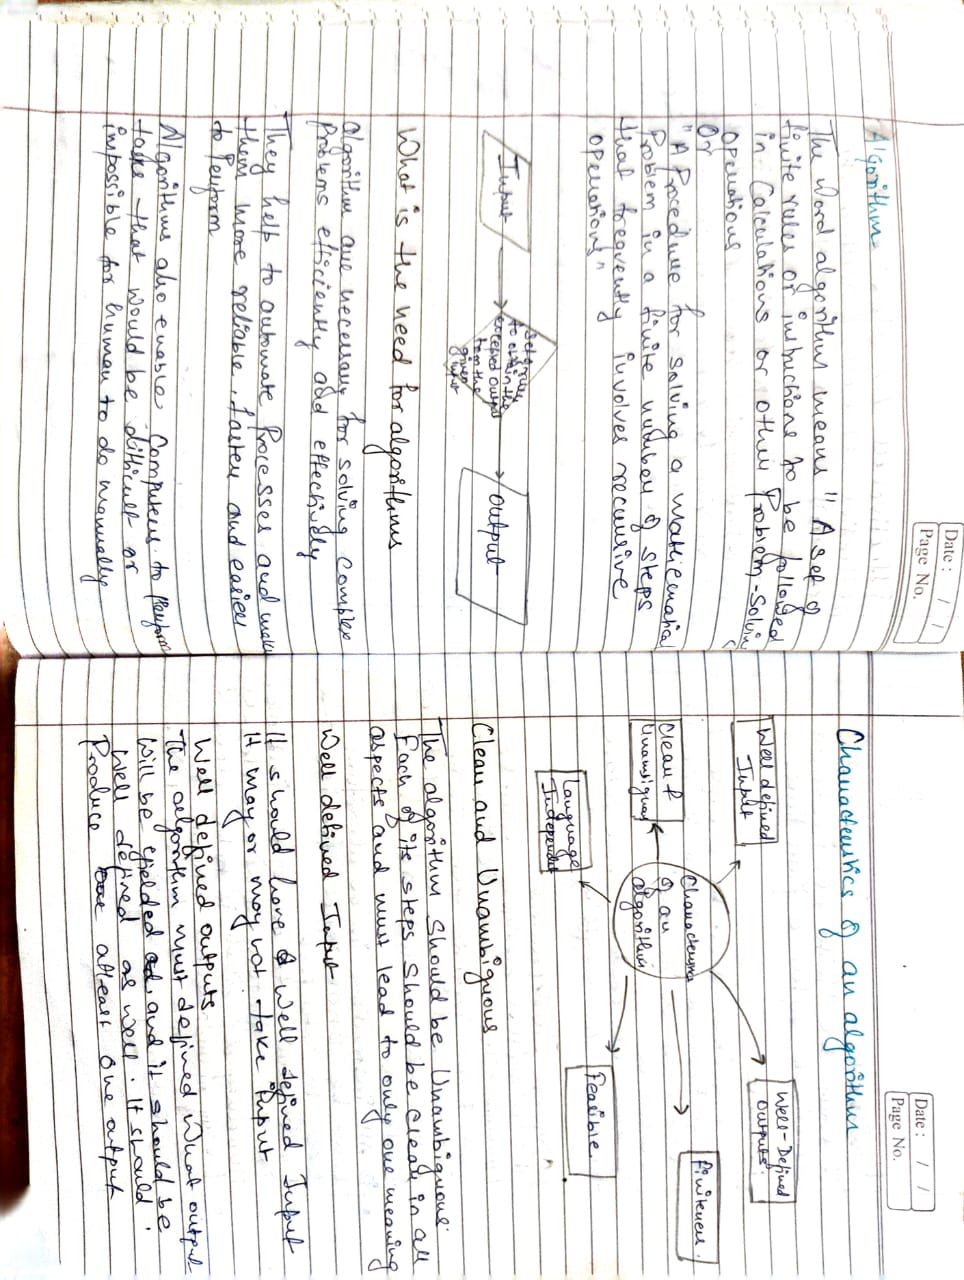 Date: / /
Page No.
Algorithm
The word algorithm means "A set of
finite rules or instructions to be followed
in Calculations or other Problem-Solving
operations
Or
"A Procedure for solving a mathematical
Problem in a finite number of steps
that frequently involves recursive
operations"
Input
Set of rules
to obtain the
expected output
from the
given
input
Output
What is the need for algorithms
Algorithm are necessary for solving complex
Problems efficiently add effectively
They help to automate Processes and make
them more reliable, faster and easier
to Perform
Algorithms also enable Computers to Perform
tasks that would be difficult or
impossible for human to do manually
Date: / /
Page No.
Characteristics of an algorithm
Well defined
Input
Well-Defined
outputs.
Clear &
Characteristics
of an
algorithm
finiteness.
Language
Independent
Feasible
Clear and Unambiguous
The algorithm should be Unambiguous.
Each of its steps should be clear in all
aspects and must lead to only one meaning
Well defined Input
It should have a well defined Input
It may or may not take Input
Well defined outputs
The algorithm must defined what output
will be yielded and it should be
well defined as well. It should
Produce atleast one output